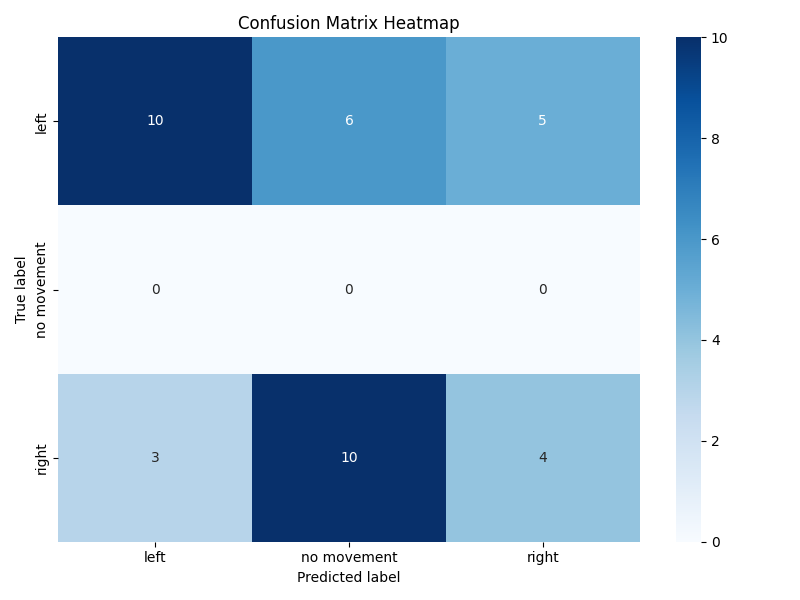 Confusion Matrix Heatmap
True label
left
10 6 5
no movement
0 0 0
right
3 10 4
left no movement right
Predicted label
10
8
6
4
2
0